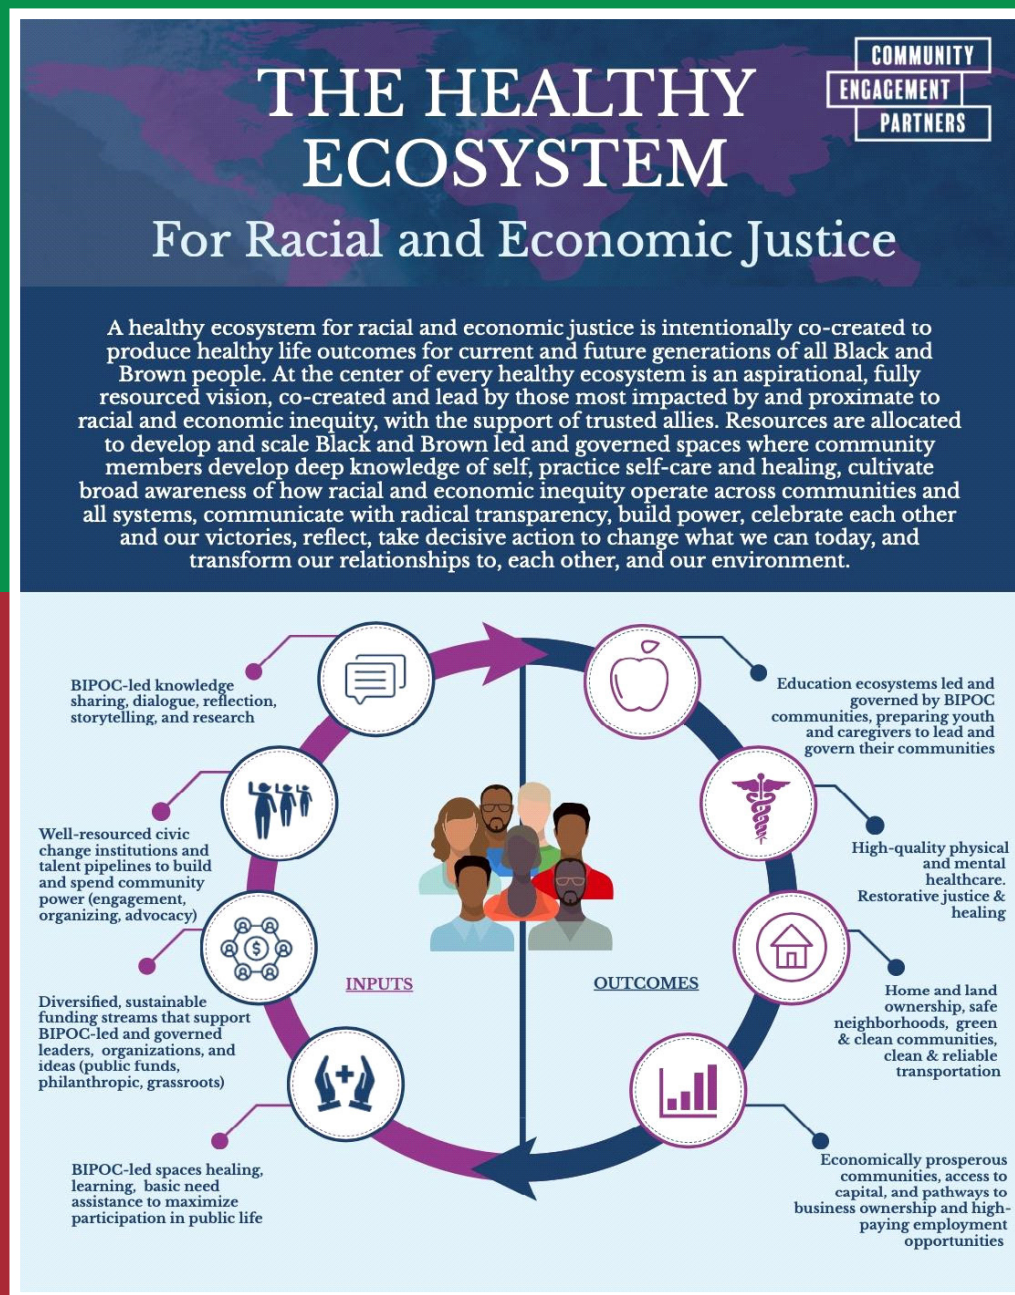 COMMUNITY
ENGAGEMENT
PARTNERS
THE HEALTHY
ECOSYSTEM
For Racial and Economic Justice
A healthy ecosystem for racial and economic justice is intentionally co-created to
produce healthy life outcomes for current and future generations of all Black and
Brown people. At the center of every healthy ecosystem is an aspirational, fully
resourced vision, co-created and lead by those most impacted by and proximate to
racial and economic inequity, with the support of trusted allies. Resources are allocated
to develop and scale Black and Brown led and governed spaces where community
members develop deep knowledge of self, practice self-care and healing, cultivate
broad awareness of how racial and economic inequity operate across communities and
all systems, communicate with radical transparency, build power, celebrate each other
and our victories, reflect, take decisive action to change what we can today, and
transform our relationships to, each other, and our environment.
BIPOC-led knowledge
sharing, dialogue, reflection,
storytelling, and research
Well-resourced civic
change institutions and
talent pipelines to build
and spend community
power (engagement,
organizing, advocacy)
Diversified, sustainable
funding streams that support
BIPOC-led and governed
leaders, organizations, and
ideas (public funds,
philanthropic, grassroots)
BIPOC-led spaces healing,
learning, basic need
assistance to maximize
participation in public life
INPUTS
OUTCOMES
$
Education ecosystems led and
governed by BIPOC
communities, preparing youth
and caregivers to lead and
govern their communities
High-quality physical
and mental
healthcare.
Restorative justice &
healing
Home and land
ownership, safe
neighborhoods, green
& clean communities,
clean & reliable
transportation
Economically prosperous
communities, access to
capital, and pathways to
business ownership and high-
paying employment
opportunities